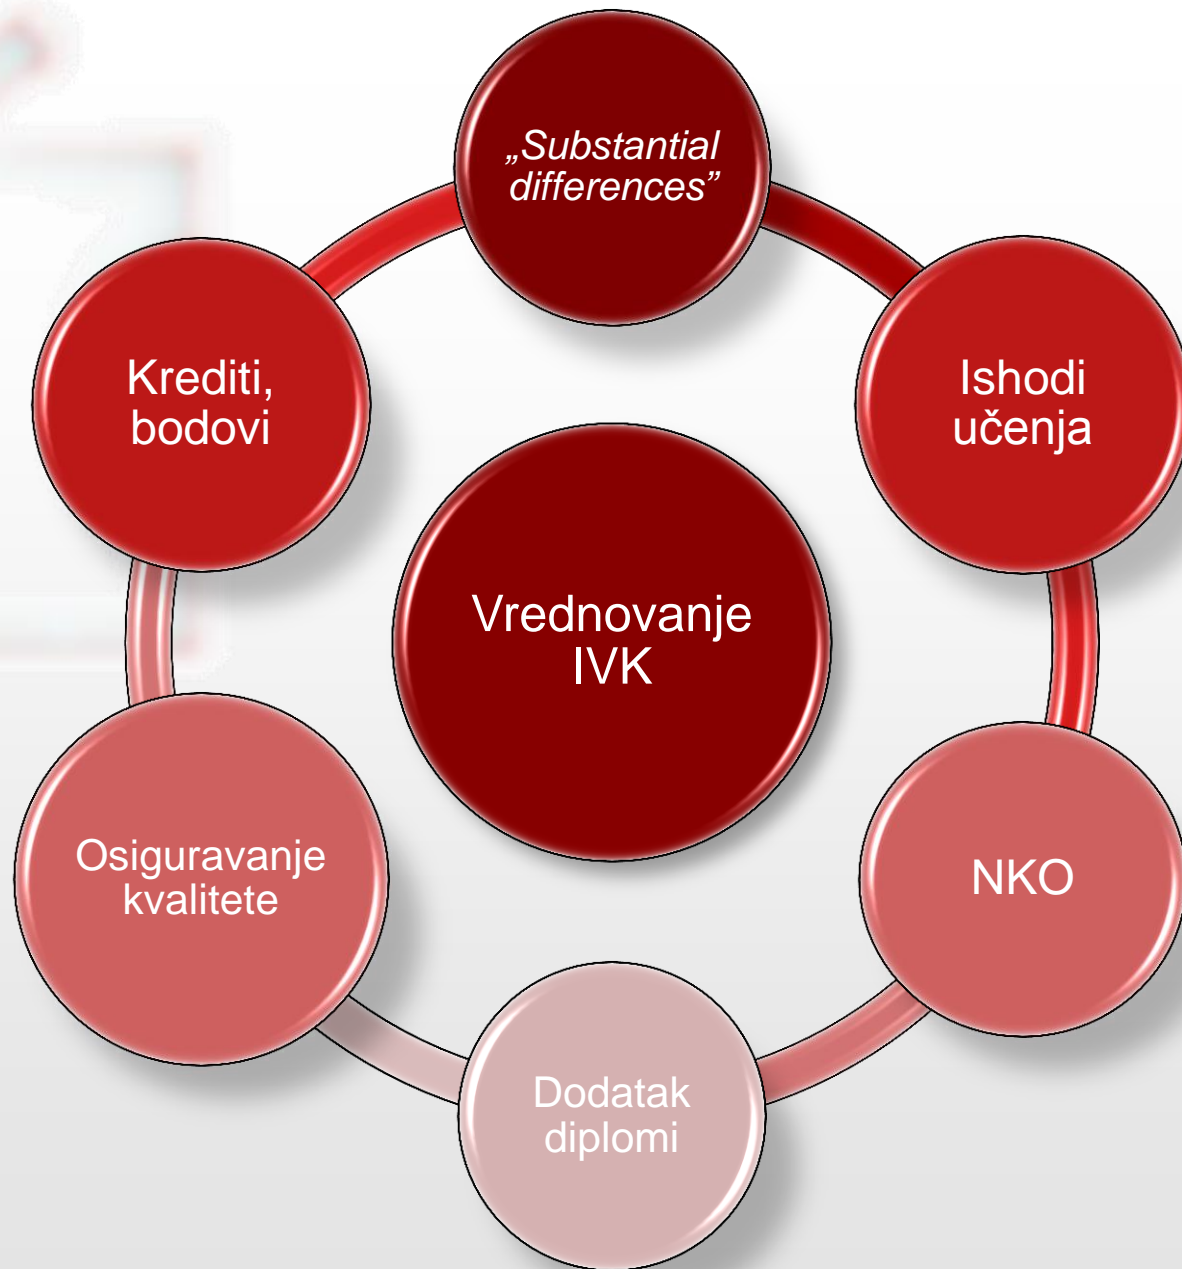 „Substantial
differences”
Krediti,
bodovi
Ishodi
učenja
Vrednovanje
IVK
Osiguravanje
kvalitete
NKO
Dodatak
diplomi